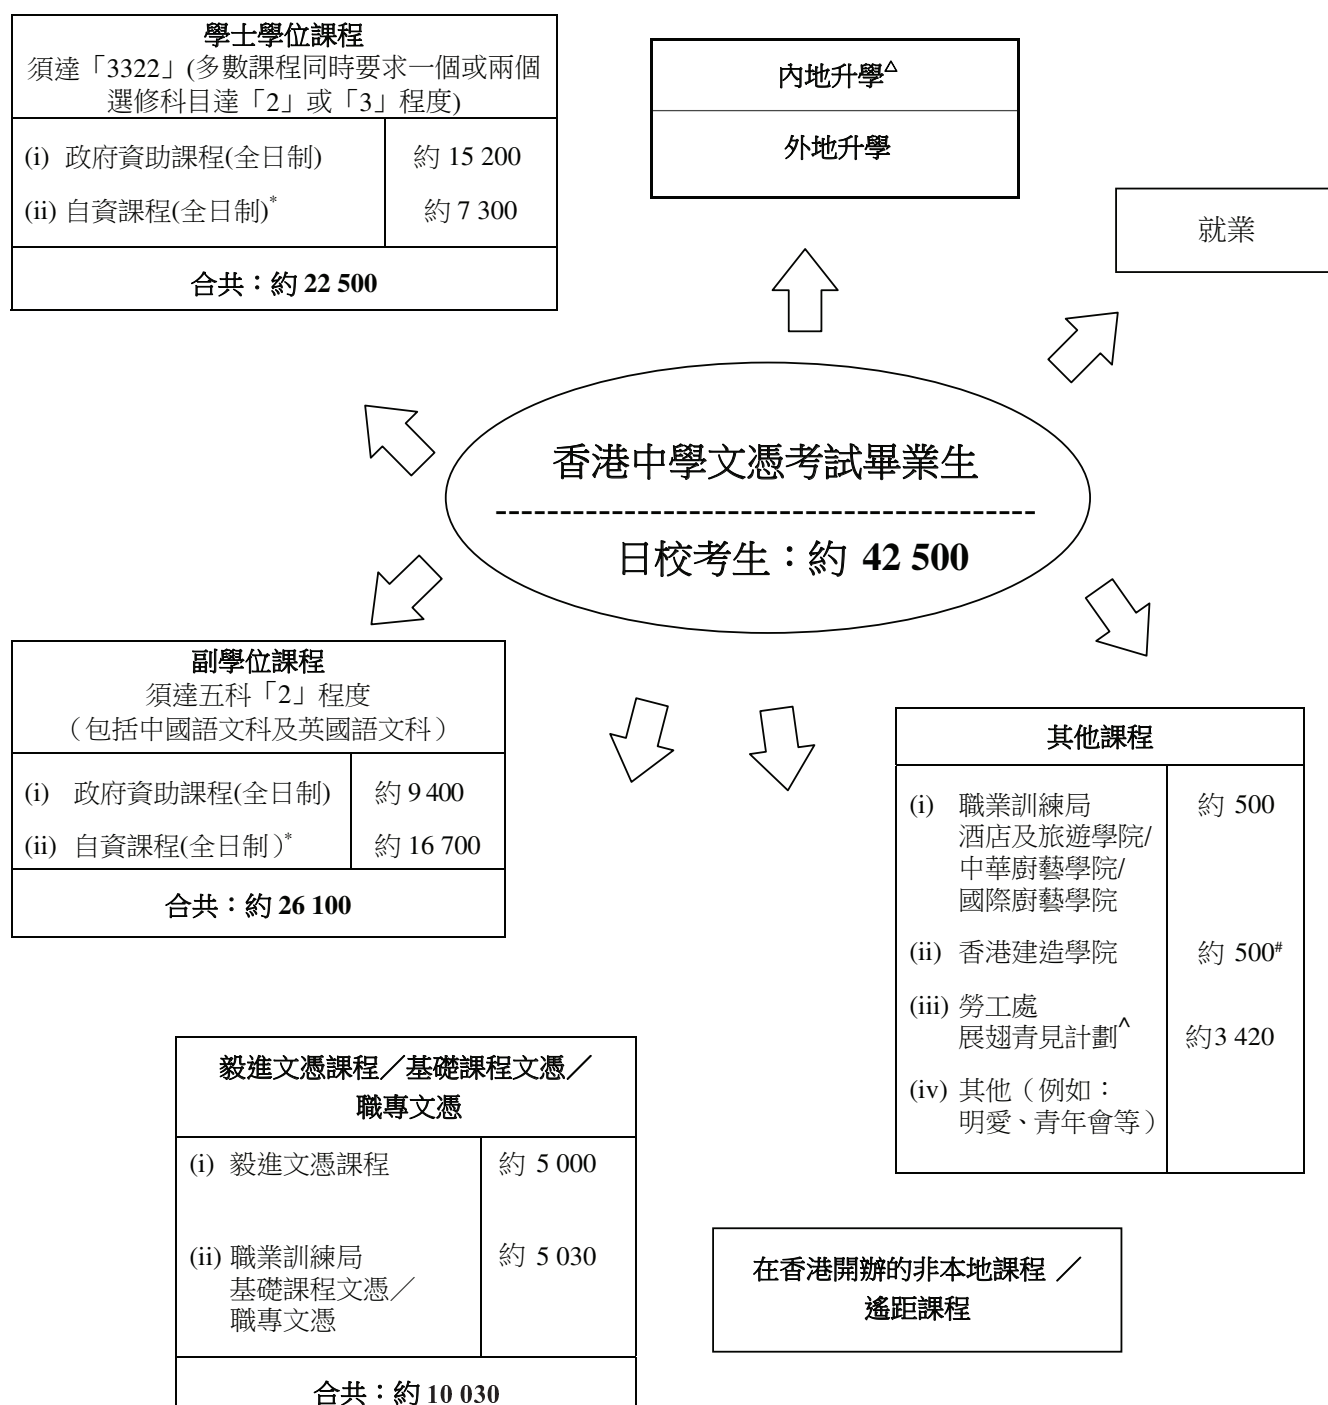 學士學位課程
須達「3322」(多數課程同時要求一個或兩個
選修科目達「2」或「3」程度)
(i) 政府資助課程(全日制) 約 15 200
(ii) 自資課程(全日制)* 約 7 300
合共：約 22 500
內地升學△
外地升學
就業
香港中學文憑考試畢業生
------------------------------------------
日校考生：約 42 500
副學位課程
須達五科「2」程度
（包括中國語文科及英國語文科）
(i) 政府資助課程(全日制) 約 9 400
(ii) 自資課程(全日制）* 約 16 700
合共：約 26 100
其他課程
(i) 職業訓練局 約 500
酒店及旅遊學院/
中華廚藝學院/
國際廚藝學院
(ii) 香港建造學院 約 500#
(iii) 勞工處
展翅青見計劃^ 約3 420
(iv) 其他（例如：
明愛、青年會等）
毅進文憑課程／基礎課程文憑／
職專文憑
(i) 毅進文憑課程 約 5 000
(ii) 職業訓練局 約 5 030
基礎課程文憑／
職專文憑
合共：約 10 030
在香港開辦的非本地課程 ／
遙距課程